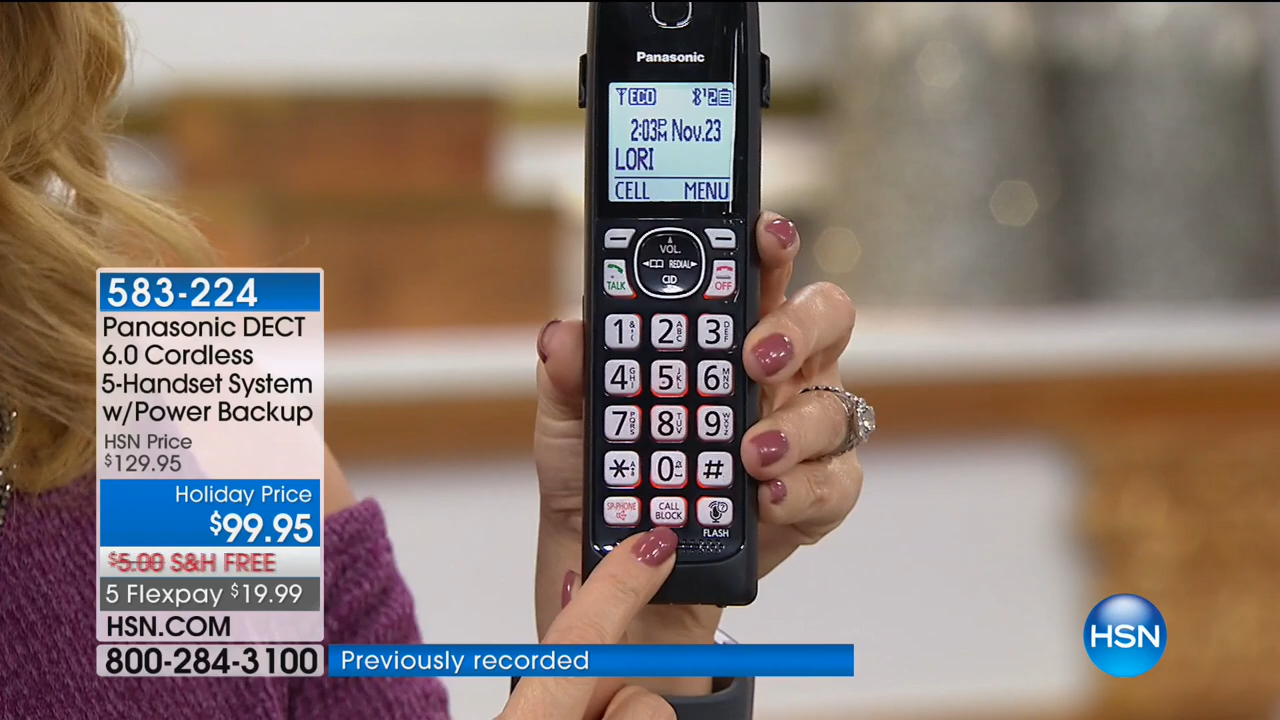 Panasonic
ECO 2
2:03PM Nov.23
LORI
CELL MENU
VOL.
REDIAL
CID
TALK OFF
1 &'( 2 ABC 3 DEF
4 GHI 5 JKL 6 MNO
7 PQRS 8 TUV 9 WXYZ
* 0 #
SP-PHONE CALL BLOCK
FLASH
583-224
Panasonic DECT
6.0 Cordless
5-Handset System
w/Power Backup
HSN Price
$129.95
Holiday Price
$99.95
$5.00 S&H FREE
5 Flexpay $19.99
HSN.COM
800-284-3100
Previously recorded
HSN